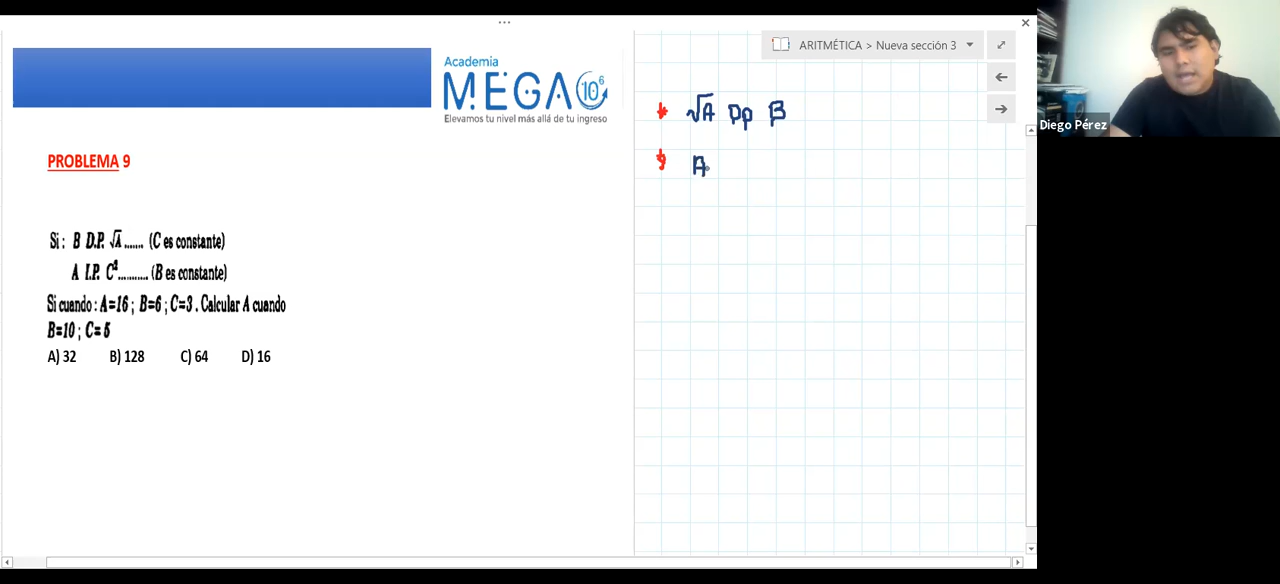 Academia
MEGA 10⁶
Elevamos tu nivel más allá de tu ingreso
PROBLEMA 9
Si : B D.P. √A ....... (C es constante)
A I.P. C² .......... (B es constante)
Si cuando : A=16 ; B=6 ; C=3 . Calcular A cuando
B=10 ; C= 5
A) 32 B) 128 C) 64 D) 16
ARITMÉTICA > Nueva sección 3
√A Dp B
A
Diego Pérez